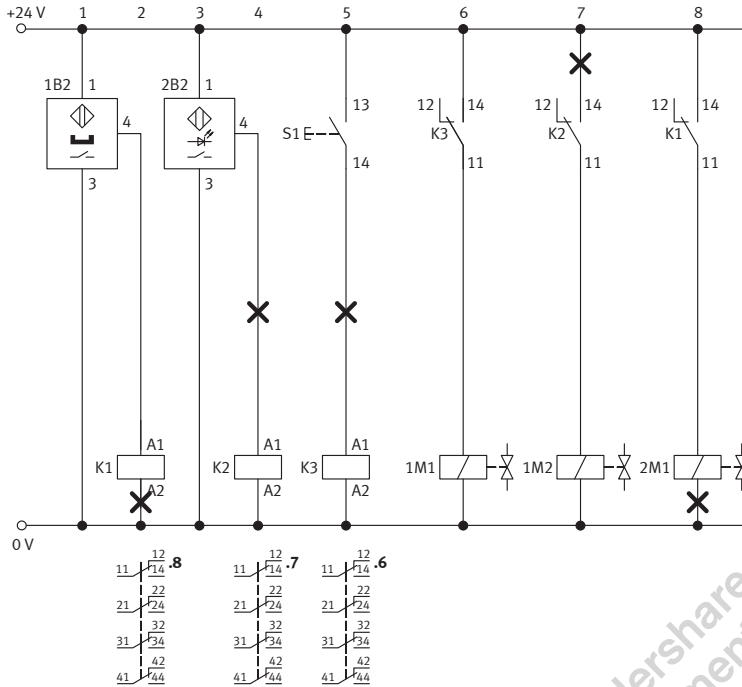 +24 V 1 2 3 4 5 6 7 8
1B2 1 2B2 1
13 12 14 12 14 12 14
4 4
S1 K3 K2 K1
14 11 11 11
3 3
A1 A1 A1
K1 K2 K3 1M1 1M2 2M1
A2 A2 A2
0 V
12 12 12
11 14 .8 11 14 .7 11 14 .6
22 22 22
21 24 21 24 21 24
32 32 32
31 34 31 34 31 34
42 42 42
41 44 41 44 41 44